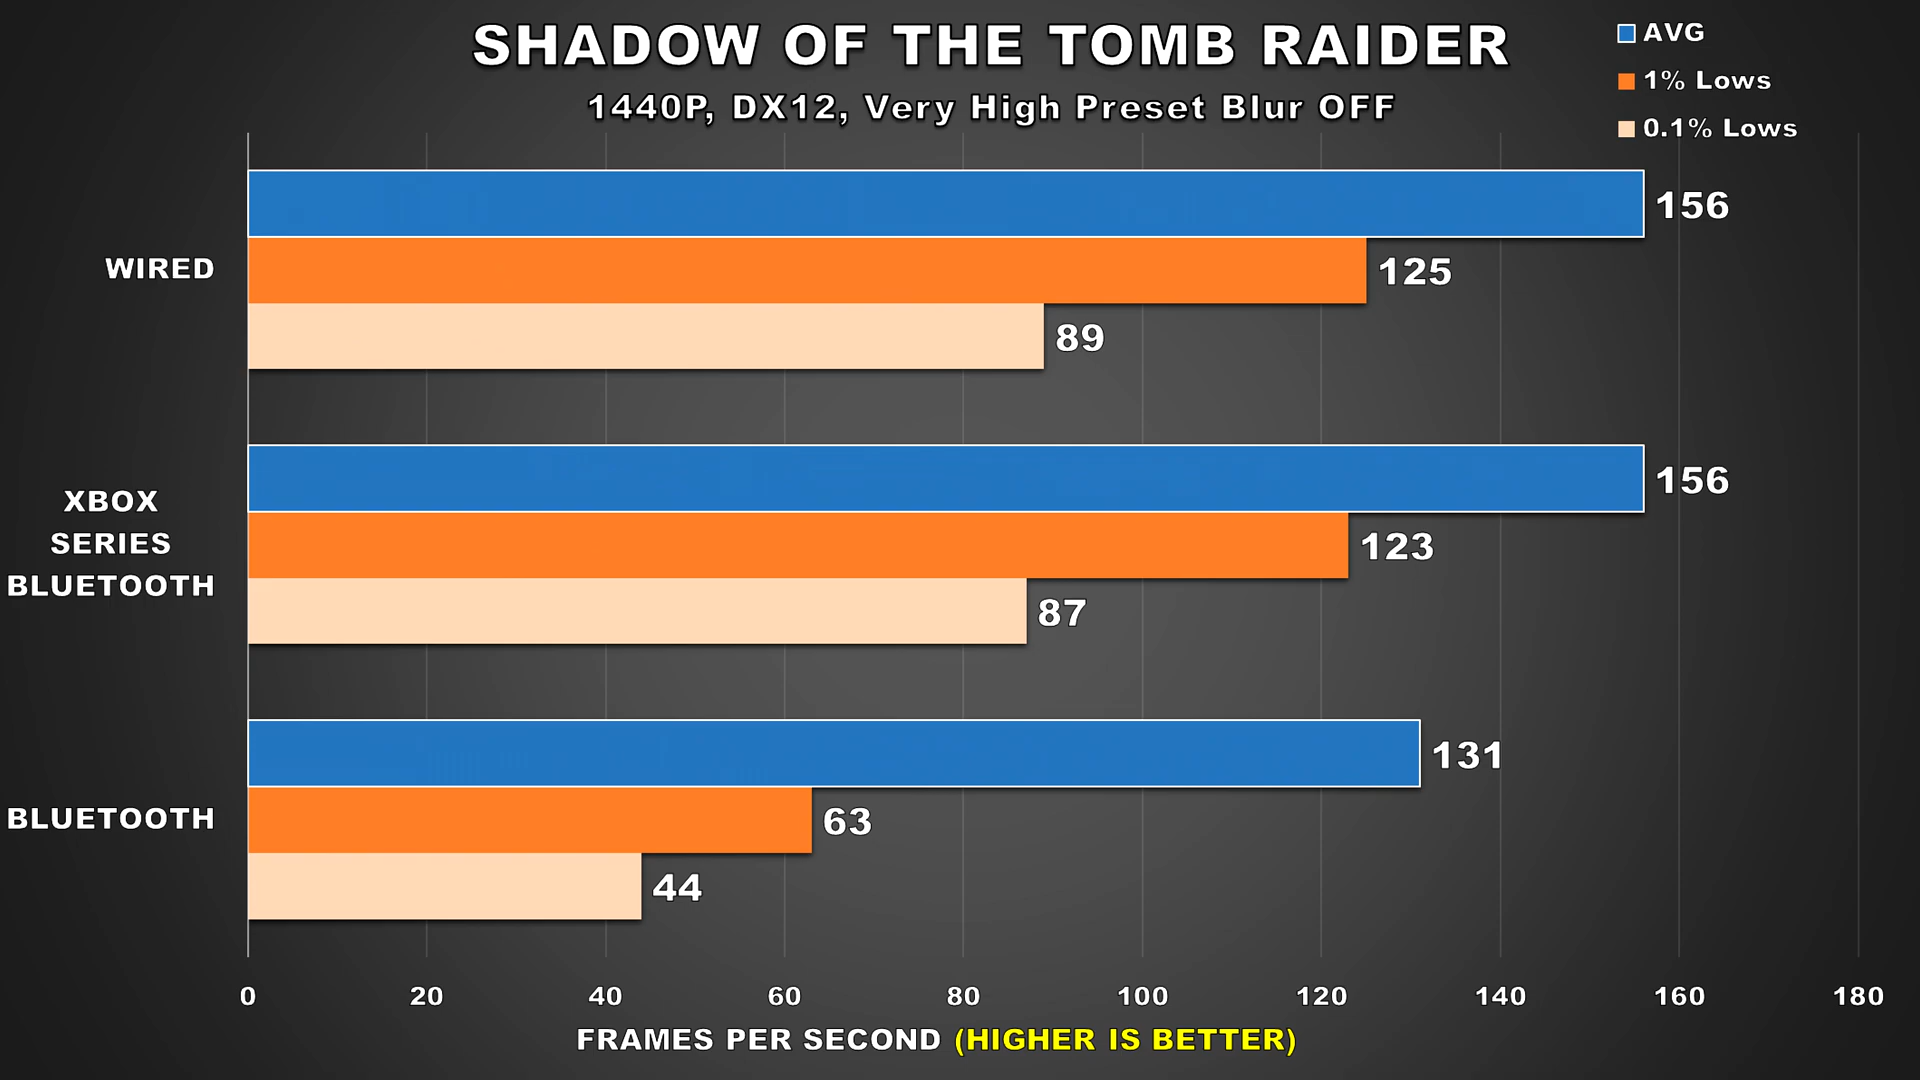 SHADOW OF THE TOMB RAIDER
1440P, DX12, Very High Preset Blur OFF
AVG
1% Lows
0.1% Lows
WIRED
156
125
89
XBOX
SERIES
BLUETOOTH
156
123
87
BLUETOOTH
131
63
44
0 20 40 60 80 100 120 140 160 180
FRAMES PER SECOND (HIGHER IS BETTER)